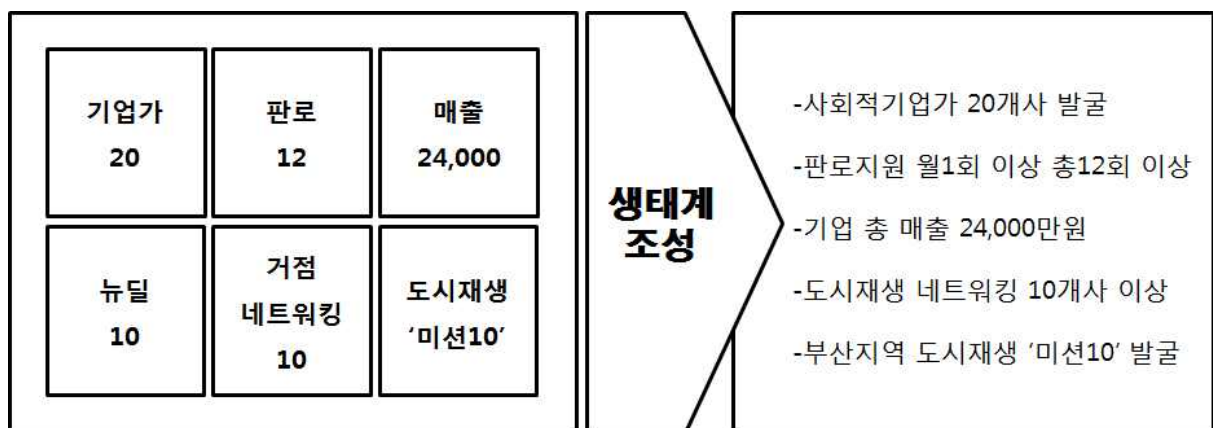 기업가
20
판로
12
매출
24,000
뉴딜
10
거점
네트워킹
10
도시재생
‘미션10’
생태계
조성
-사회적기업가 20개사 발굴
-판로지원 월1회 이상 총12회 이상
-기업 총 매출 24,000만원
-도시재생 네트워킹 10개사 이상
-부산지역 도시재생 ‘미션10’ 발굴